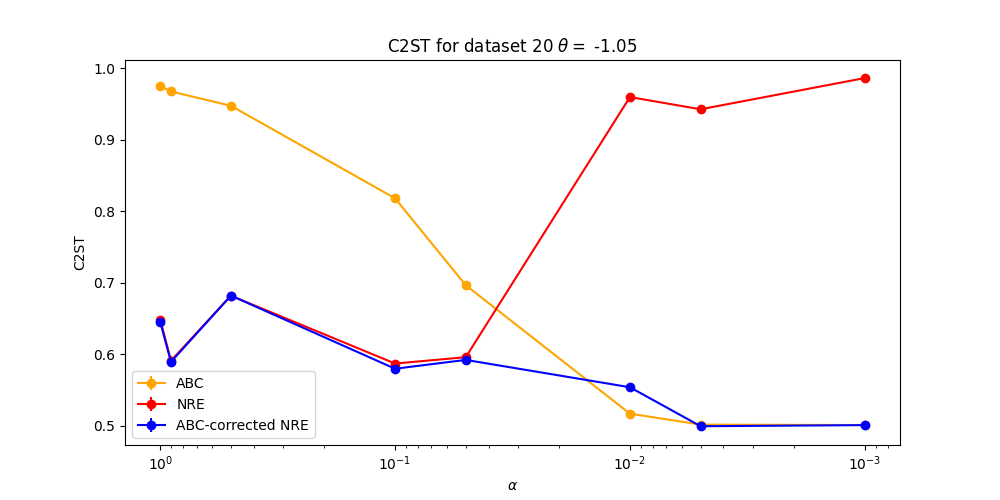 C2ST for dataset 20 θ = -1.05
C2ST
1.0
0.9
0.8
0.7
0.6
0.5
ABC
NRE
ABC-corrected NRE
10⁰ 10⁻¹ 10⁻² 10⁻³
α